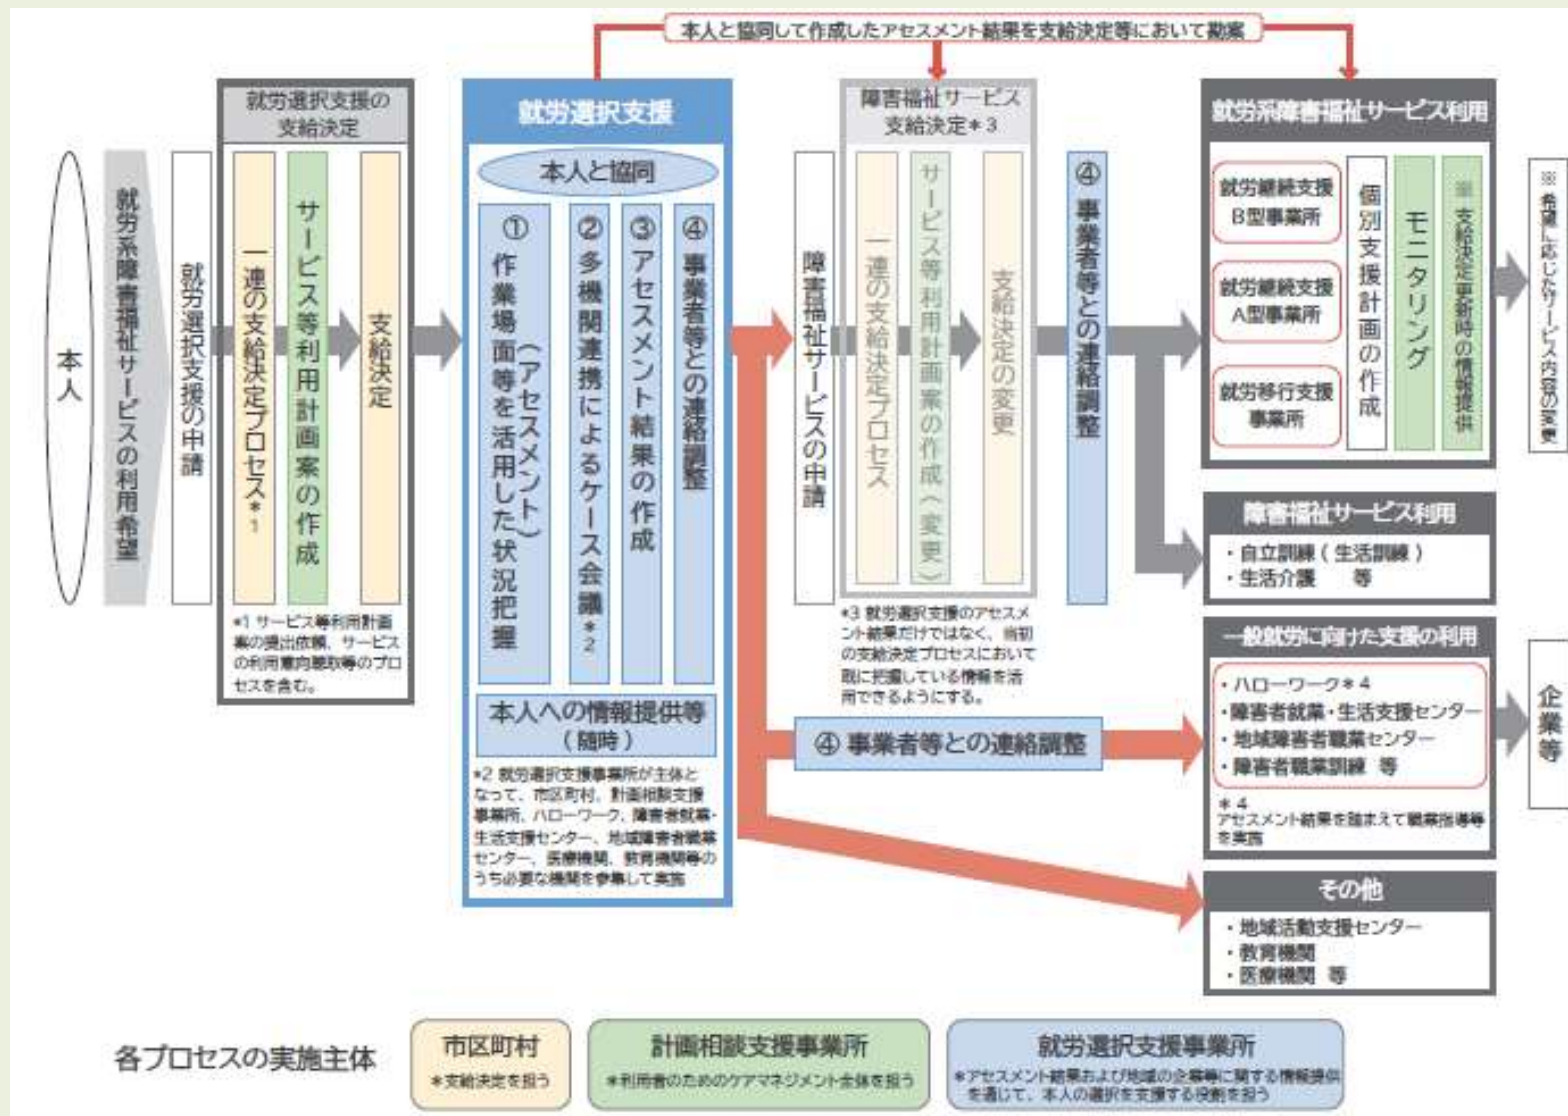 本人と協同して作成したアセスメント結果を支給決定等において勘案
本人
就労系障害福祉サービスの利用希望
就労選択支援の申請
就労選択支援の
支給決定
一連の支給決定プロセス*1
サービス等利用計画案の作成
支給決定
*1 サービス等利用計画
案の提出依頼、サービス
の利用意向聴取等のプロ
セスを含む。
就労選択支援
本人と協同
① 作業場面等を活用した状況把握
(アセスメント)
② 多機関連携によるケース会議*2
③ アセスメント結果の作成
④ 事業者等との連絡調整
本人への情報提供等
(随時)
*2 就労選択支援事業所が主体と
なって、市区町村、計画相談支援
事業所、ハローワーク、障害者就業・
生活支援センター、地域障害者職業
センター、医療機関、教育機関等の
うち必要な機関を参集して実施
障害福祉サービスの申請
障害福祉サービス
支給決定*3
一連の支給決定プロセス
サービス等利用計画案の作成(変更)
支給決定の変更
*3 就労選択支援のアセスメ
ント結果だけではなく、当初
の支給決定プロセスにおいて
既に把握している情報を活
用できるようにする。
④ 事業者等との連絡調整
④ 事業者等との連絡調整
就労系障害福祉サービス利用
就労継続支援
B型事業所
就労継続支援
A型事業所
就労移行支援
事業所
個別支援計画の作成
モニタリング
※ 支給決定更新時の情報提供
※ 希望に応じたサービス内容の変更
障害福祉サービス利用
・自立訓練(生活訓練)
・生活介護 等
一般就労に向けた支援の利用
・ハローワーク*4
・障害者就業・生活支援センター
・地域障害者職業センター
・障害者職業訓練 等
*4
アセスメント結果を踏まえて職業指導等
を実施
企業等
その他
・地域活動支援センター
・教育機関
・医療機関 等
各プロセスの実施主体
市区町村
*支給決定を担う
計画相談支援事業所
*利用者のためのケアマネジメント全体を担う
就労選択支援事業所
*アセスメント結果および地域の企業等に関する情報提供
を通じて、本人の選択を支援する役割を担う